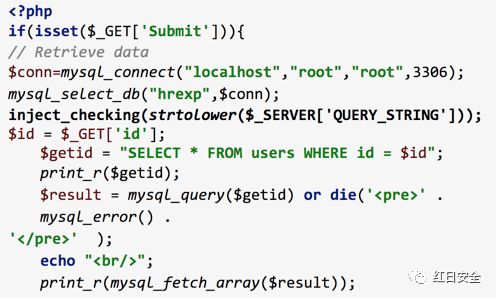 <?php
if(isset($_GET['Submit'])){
// Retrieve data
$conn=mysql_connect("localhost","root","root",3306);
mysql_select_db("hrexp",$conn);
inject_checking(strtolower($_SERVER['QUERY_STRING']));
$id = $_GET['id'];
$getid = "SELECT * FROM users WHERE id = $id";
print_r($getid);
$result = mysql_query($getid) or die('<pre>' .
mysql_error() .
'</pre>' );
echo "<br/>";
print_r(mysql_fetch_array($result));
红日安全